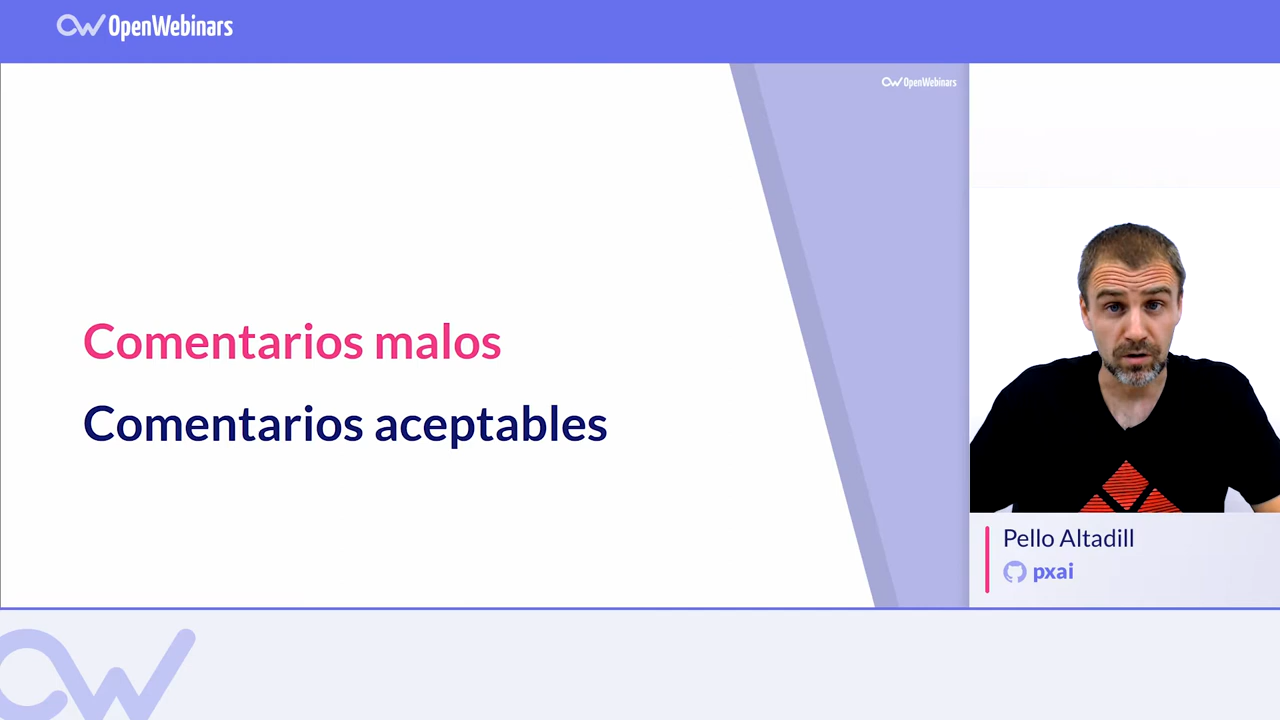 OpenWebinars
OpenWebinars
Comentarios malos
Comentarios aceptables
Pello Altadill
pxai